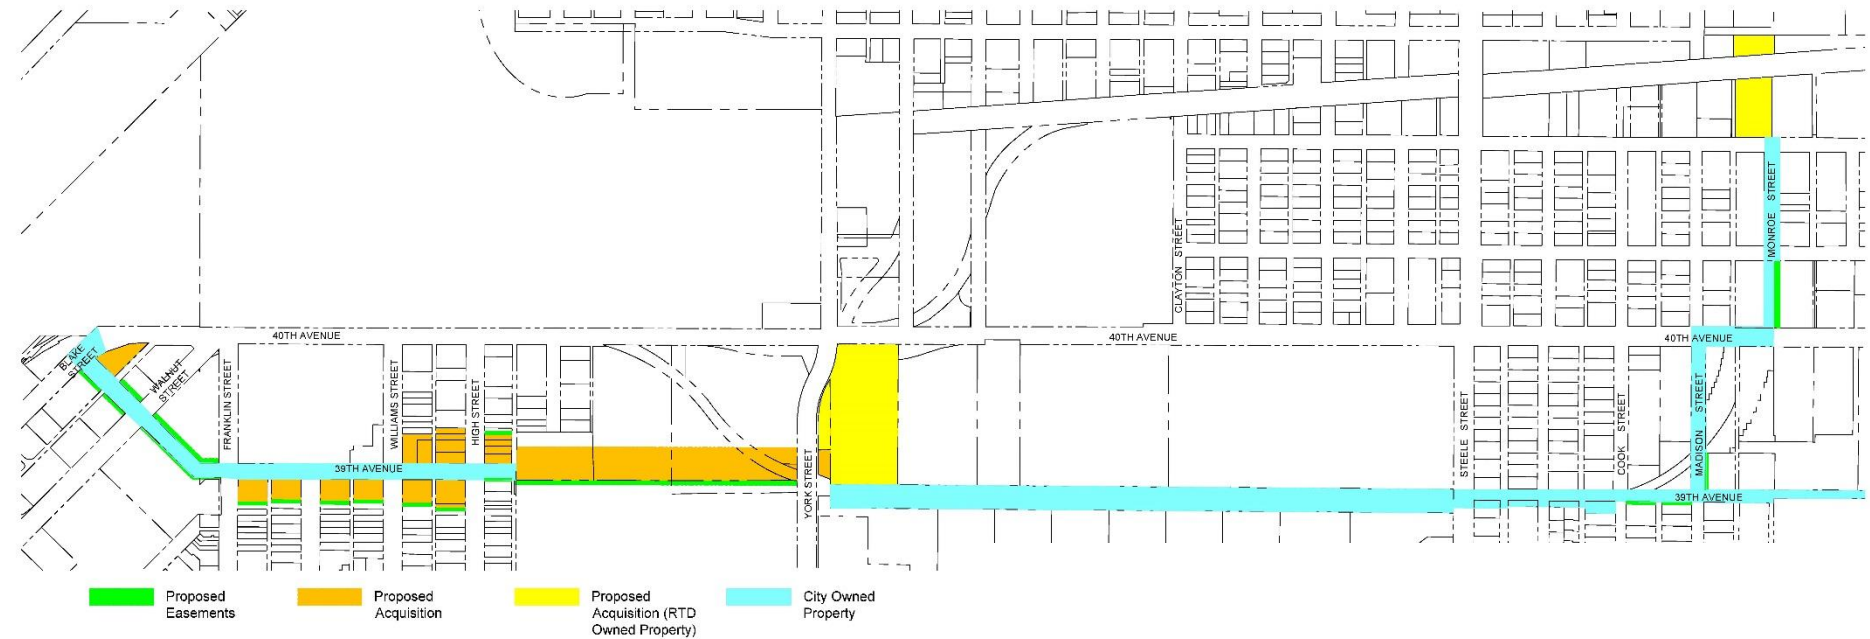 MONROE STREET
CLAYTON STREET
40TH AVENUE
40TH AVENUE
40TH AVENUE
BLAKE
STREET
WALNUT
STREET
FRANKLIN STREET
WILLIAMS STREET
HIGH STREET
39TH AVENUE
YORK STREET
STEELE STREET
COOK STREET
MADISON STREET
39TH AVENUE
Proposed
Easements
Proposed
Acquisition
Proposed
Acquisition (RTD
Owned Property)
City Owned
Property